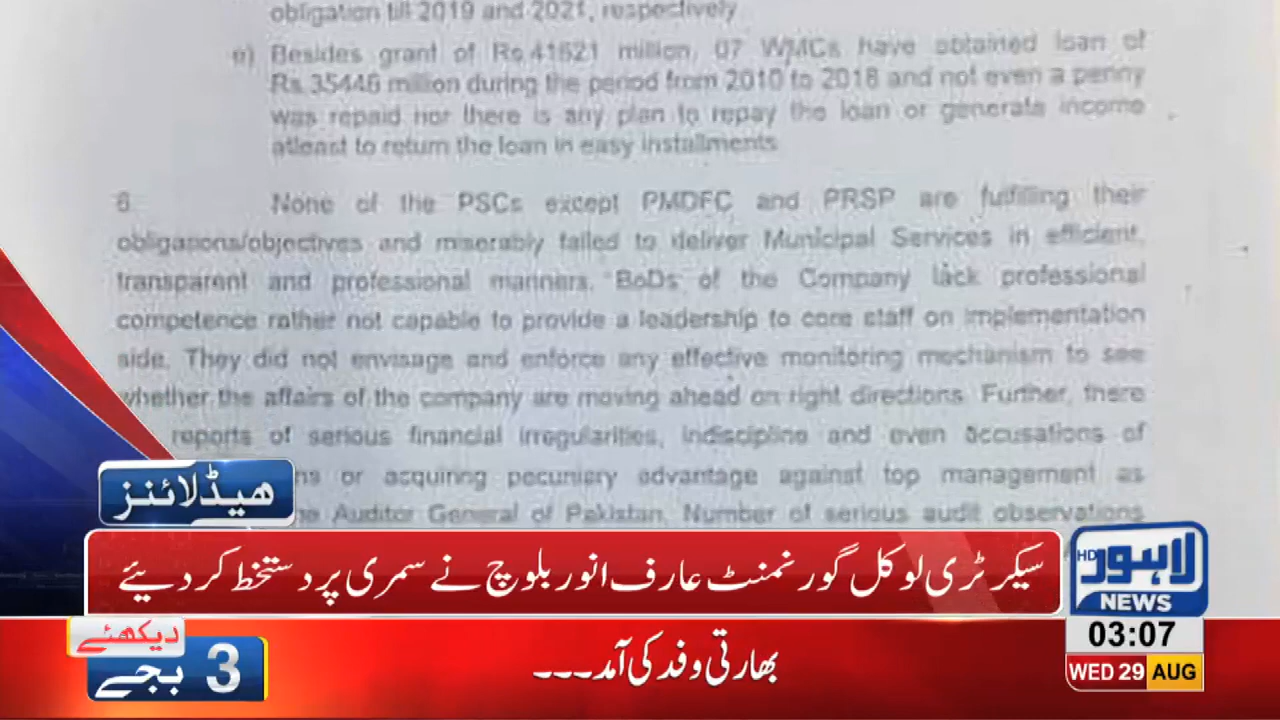 obligation till 2019 and 2021, respectively
e) Besides grant of Rs.41621 million, 07 WMCs have obtained loan of
Rs.35446 million during the period from 2010 to 2018 and not even a penny
was repaid nor there is any plan to repay the loan or generate income
atleast to return the loan in easy installments
6. None of the PSCs except PMDFC and PRSP are fulfilling their
obligations/objectives and miserably failed to deliver Municipal Services in efficient,
transparent and professional manners. BoDs of the Company lack professional
competence rather not capable to provide a leadership to core staff on implementation
side. They did not envisage and enforce any effective monitoring mechanism to see
whether the affairs of the company are moving ahead on right directions. Further, there
reports of serious financial irregularities, indiscipline and even accusations of
or acquiring pecuniary advantage against top management as
Auditor General of Pakistan. Number of serious audit observations
ھیڈلائنز
سیکرٹری لوکل گورنمنٹ عارف انور بلوچ نے سمری پر دستخط کر دیئے
لاہور HD
NEWS
03:07
WED 29 AUG
دیکھئے
3 بجے
بھارتی وفد کی آمد۔۔۔